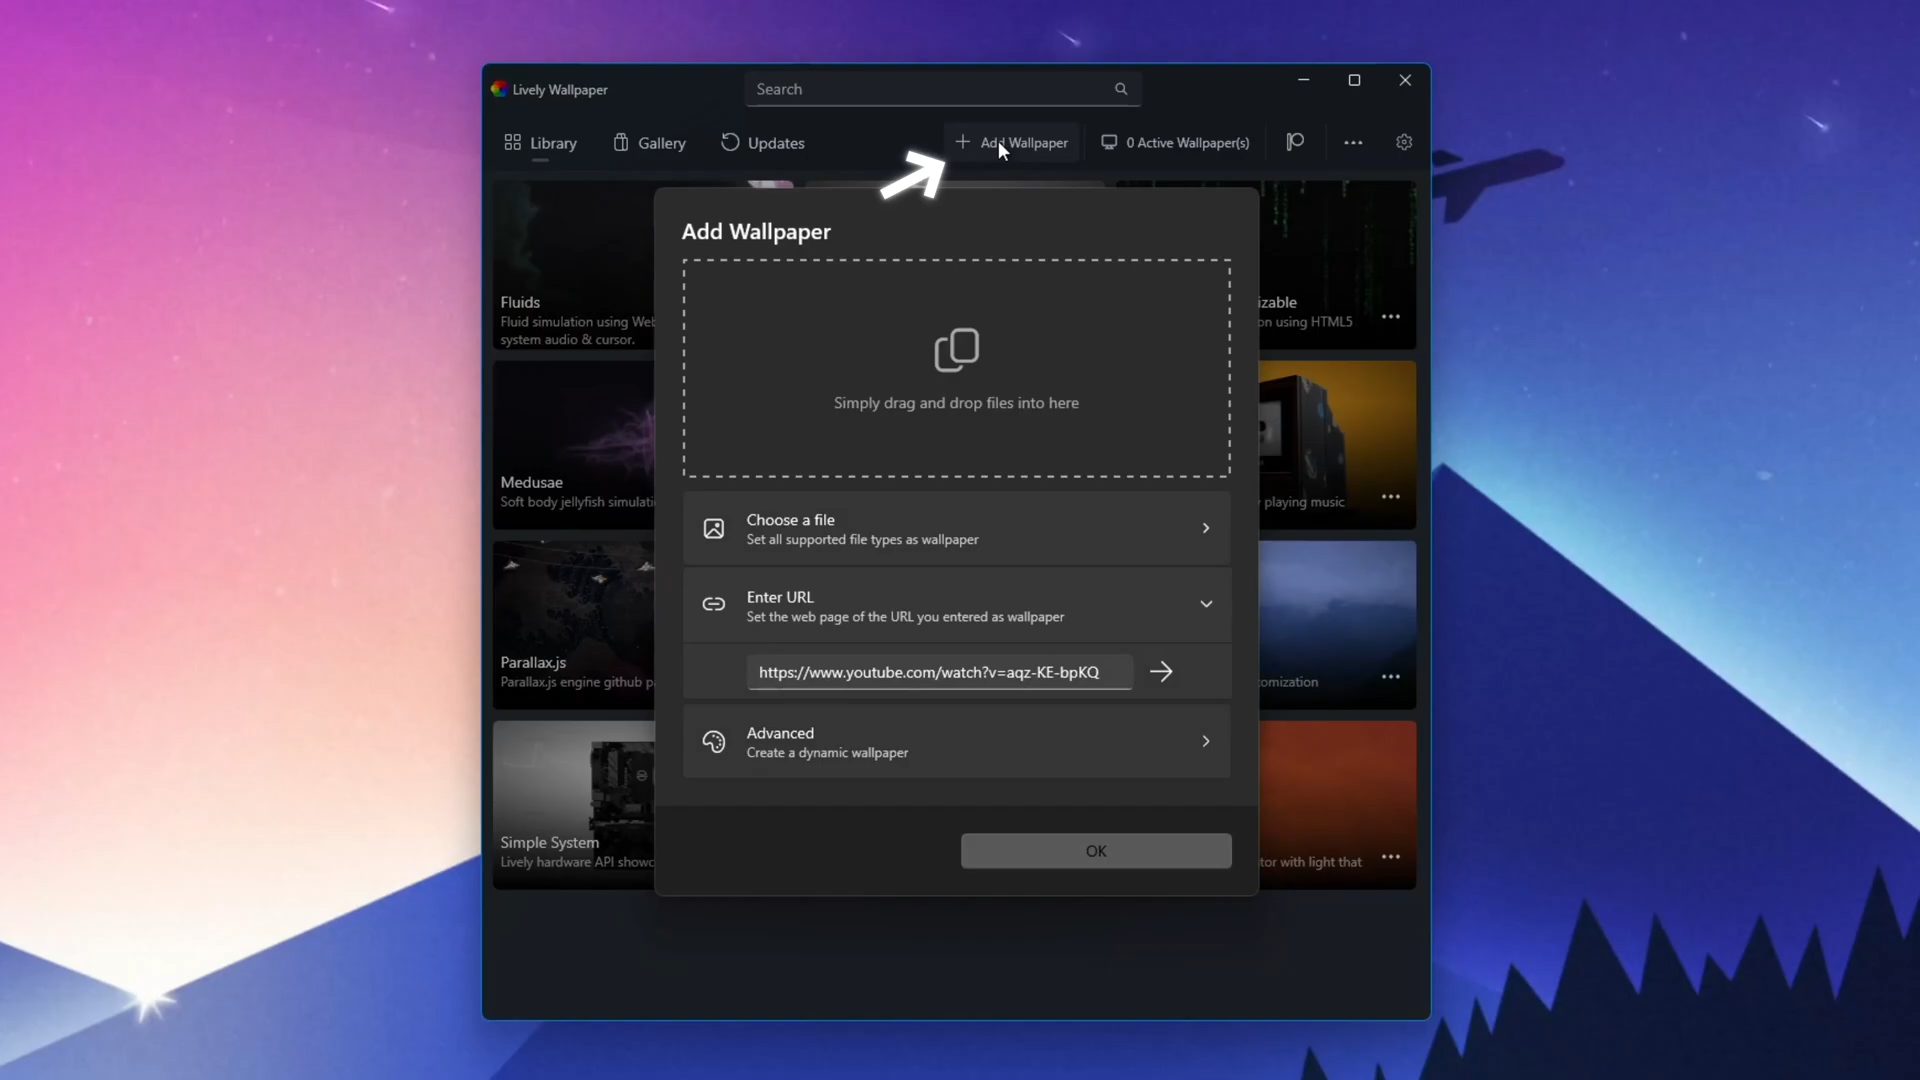 Lively Wallpaper
Search
Library
Gallery
Updates
Add Wallpaper
0 Active Wallpaper(s)
Add Wallpaper
Simply drag and drop files into here
Choose a file
Set all supported file types as wallpaper
Enter URL
Set the web page of the URL you entered as wallpaper
https://www.youtube.com/watch?v=aqz-KE-bpKQ
Advanced
Create a dynamic wallpaper
OK
Fluids
Fluid simulation using Web
system audio & cursor.
izable
on using HTML5
Medusae
Soft body jellyfish simulati
playing music
Parallax.js
Parallax.js engine github p
omization
Simple System
Lively hardware API showc
tor with light that